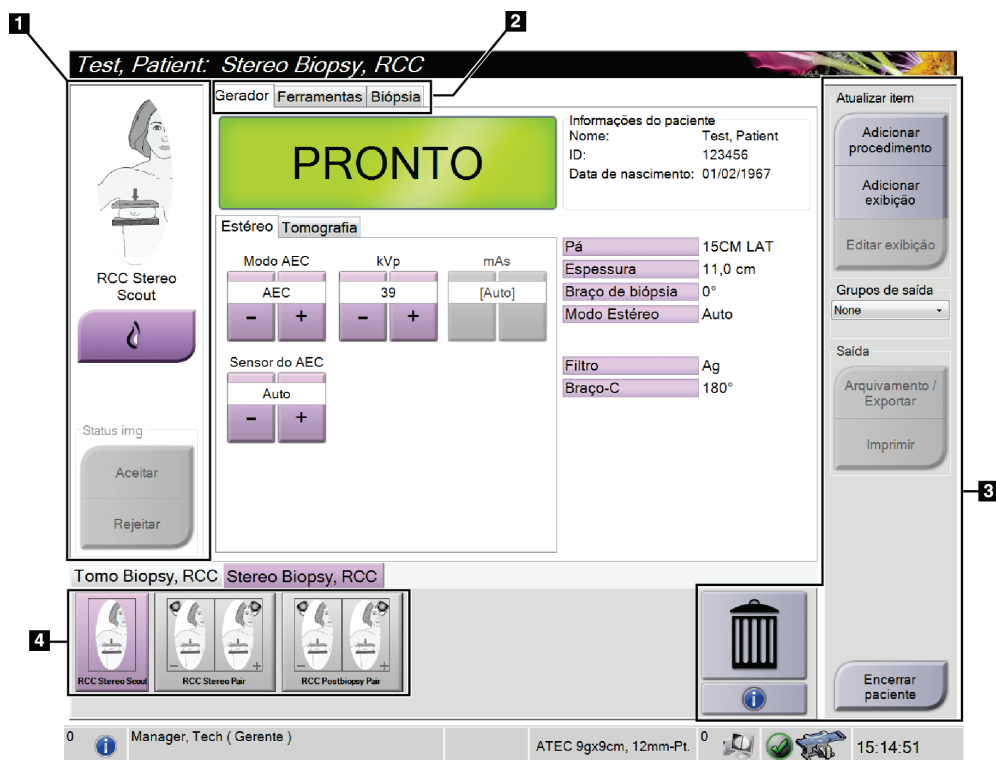 1
2
Test, Patient: Stereo Biopsy, RCC
Gerador Ferramentas Biópsia
PRONTO
Informações do paciente
Nome: Test, Patient
ID: 123456
Data de nascimento: 01/02/1967
Atualizar item
Adicionar
procedimento
Adicionar
exibição
Editar exibição
Grupos de saída
None
Saída
Arquivamento /
Exportar
Imprimir
3
RCC Stereo
Scout
Status img
Aceitar
Rejeitar
Estéreo Tomografia
Modo AEC kVp mAs
AEC 39 [Auto]
- + - +
Sensor do AEC
Auto
- +
Pá 15CM LAT
Espessura 11,0 cm
Braço de biópsia 0°
Modo Estéreo Auto
Filtro Ag
Braço-C 180°
Tomo Biopsy, RCC Stereo Biopsy, RCC
4
RCC Stereo Scout
- +
RCC Stereo Pair
- +
RCC Postbiopsy Pair
Encerrar
paciente
0 Manager, Tech ( Gerente ) ATEC 9gx9cm, 12mm-Pt. 0 15:14:51